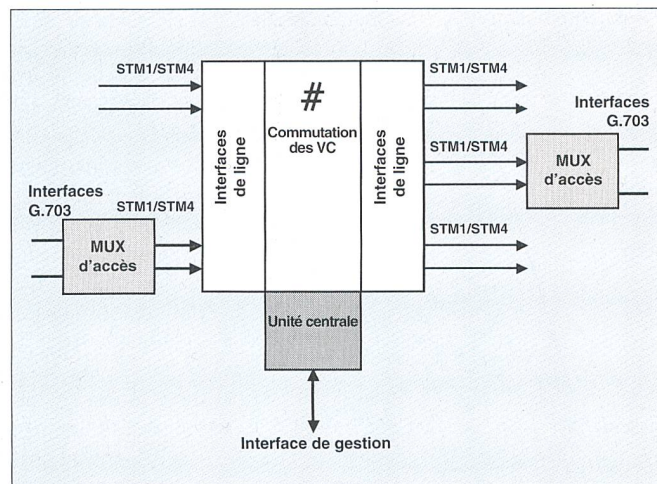 STM1/STM4
STM1/STM4
#
Commutation
des VC
Interfaces
de ligne
Interfaces
de ligne
Interfaces
G.703
STM1/STM4
MUX
d'accès
Interfaces
G.703
STM1/STM4
MUX
d'accès
STM1/STM4
Unité centrale
Interface de gestion